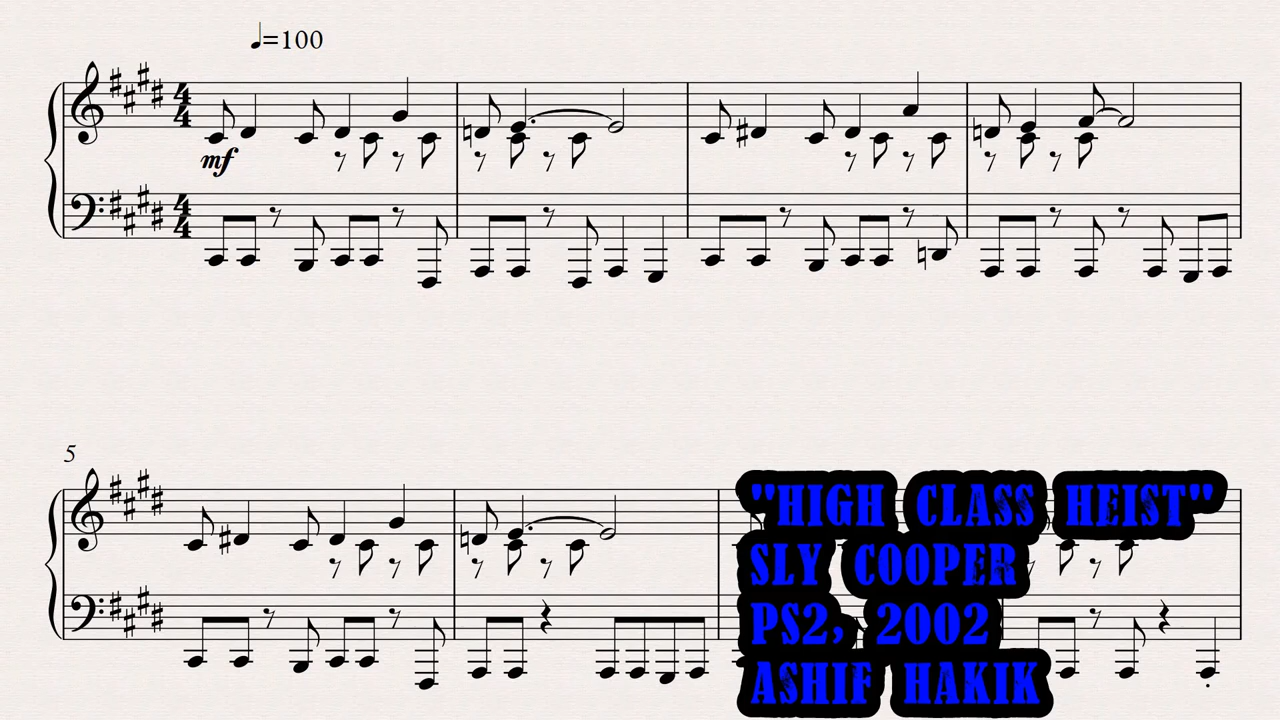 ♩=100
mf
5
"HIGH CLASS HEIST"
SLY COOPER
PS2, 2002
ASHIF HAKIK